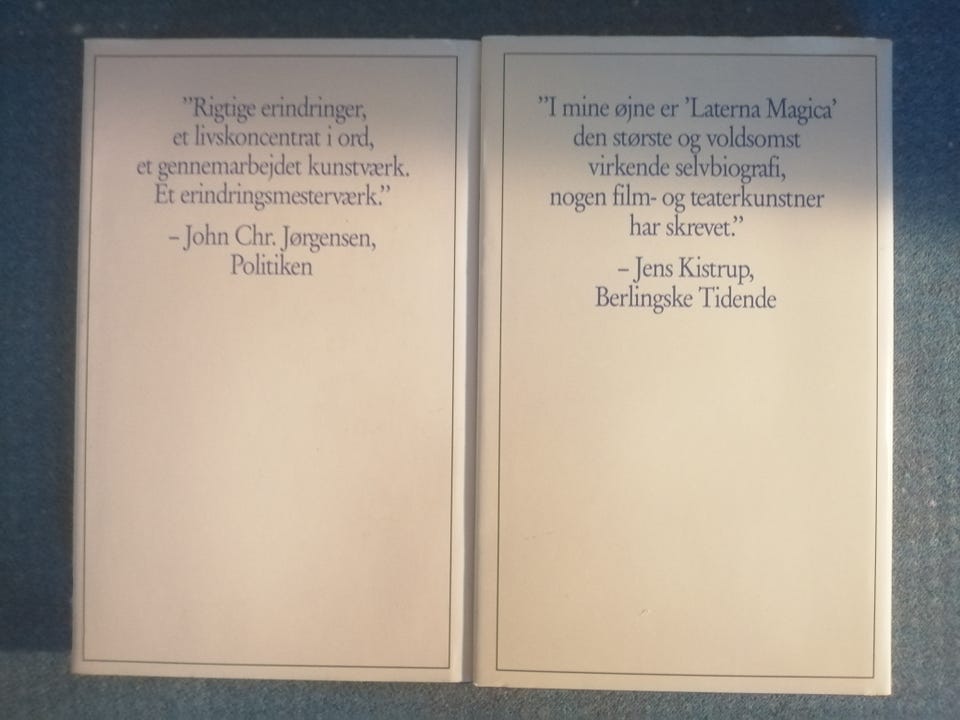 ”Rigtige erindringer,
et livskoncentrat i ord,
et gennemarbejdet kunstværk.
Et erindringsmesterværk.”
– John Chr. Jørgensen,
Politiken
”I mine øjne er ’Laterna Magica’
den største og voldsomst
virkende selvbiografi,
nogen film- og teaterkunstner
har skrevet.”
– Jens Kistrup,
Berlingske Tidende